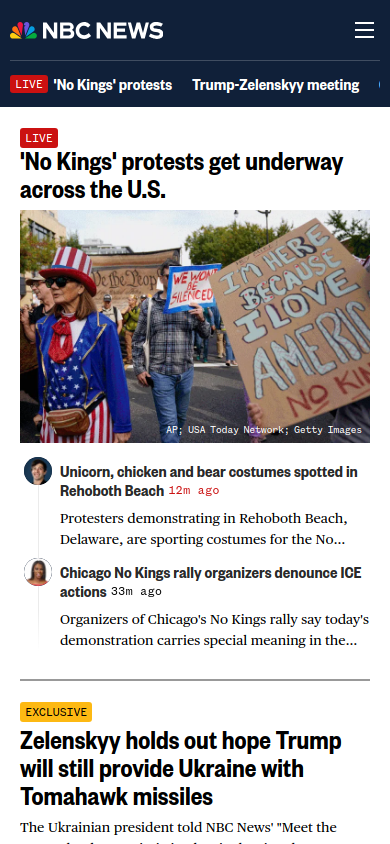 NBC NEWS
LIVE 'No Kings' protests Trump-Zelenskyy meeting
LIVE
'No Kings' protests get underway
across the U.S.
We the People
WE WON'T
BE
SILENCED
I'M HERE
BECAUSE
I LOVE
AMERI
NO KIN
AP; USA Today Network; Getty Images
Unicorn, chicken and bear costumes spotted in
Rehoboth Beach 12m ago
Protesters demonstrating in Rehoboth Beach,
Delaware, are sporting costumes for the No...
Chicago No Kings rally organizers denounce ICE
actions 33m ago
Organizers of Chicago's No Kings rally say today's
demonstration carries special meaning in the...
EXCLUSIVE
Zelenskyy holds out hope Trump
will still provide Ukraine with
Tomahawk missiles
The Ukrainian president told NBC News' "Meet the